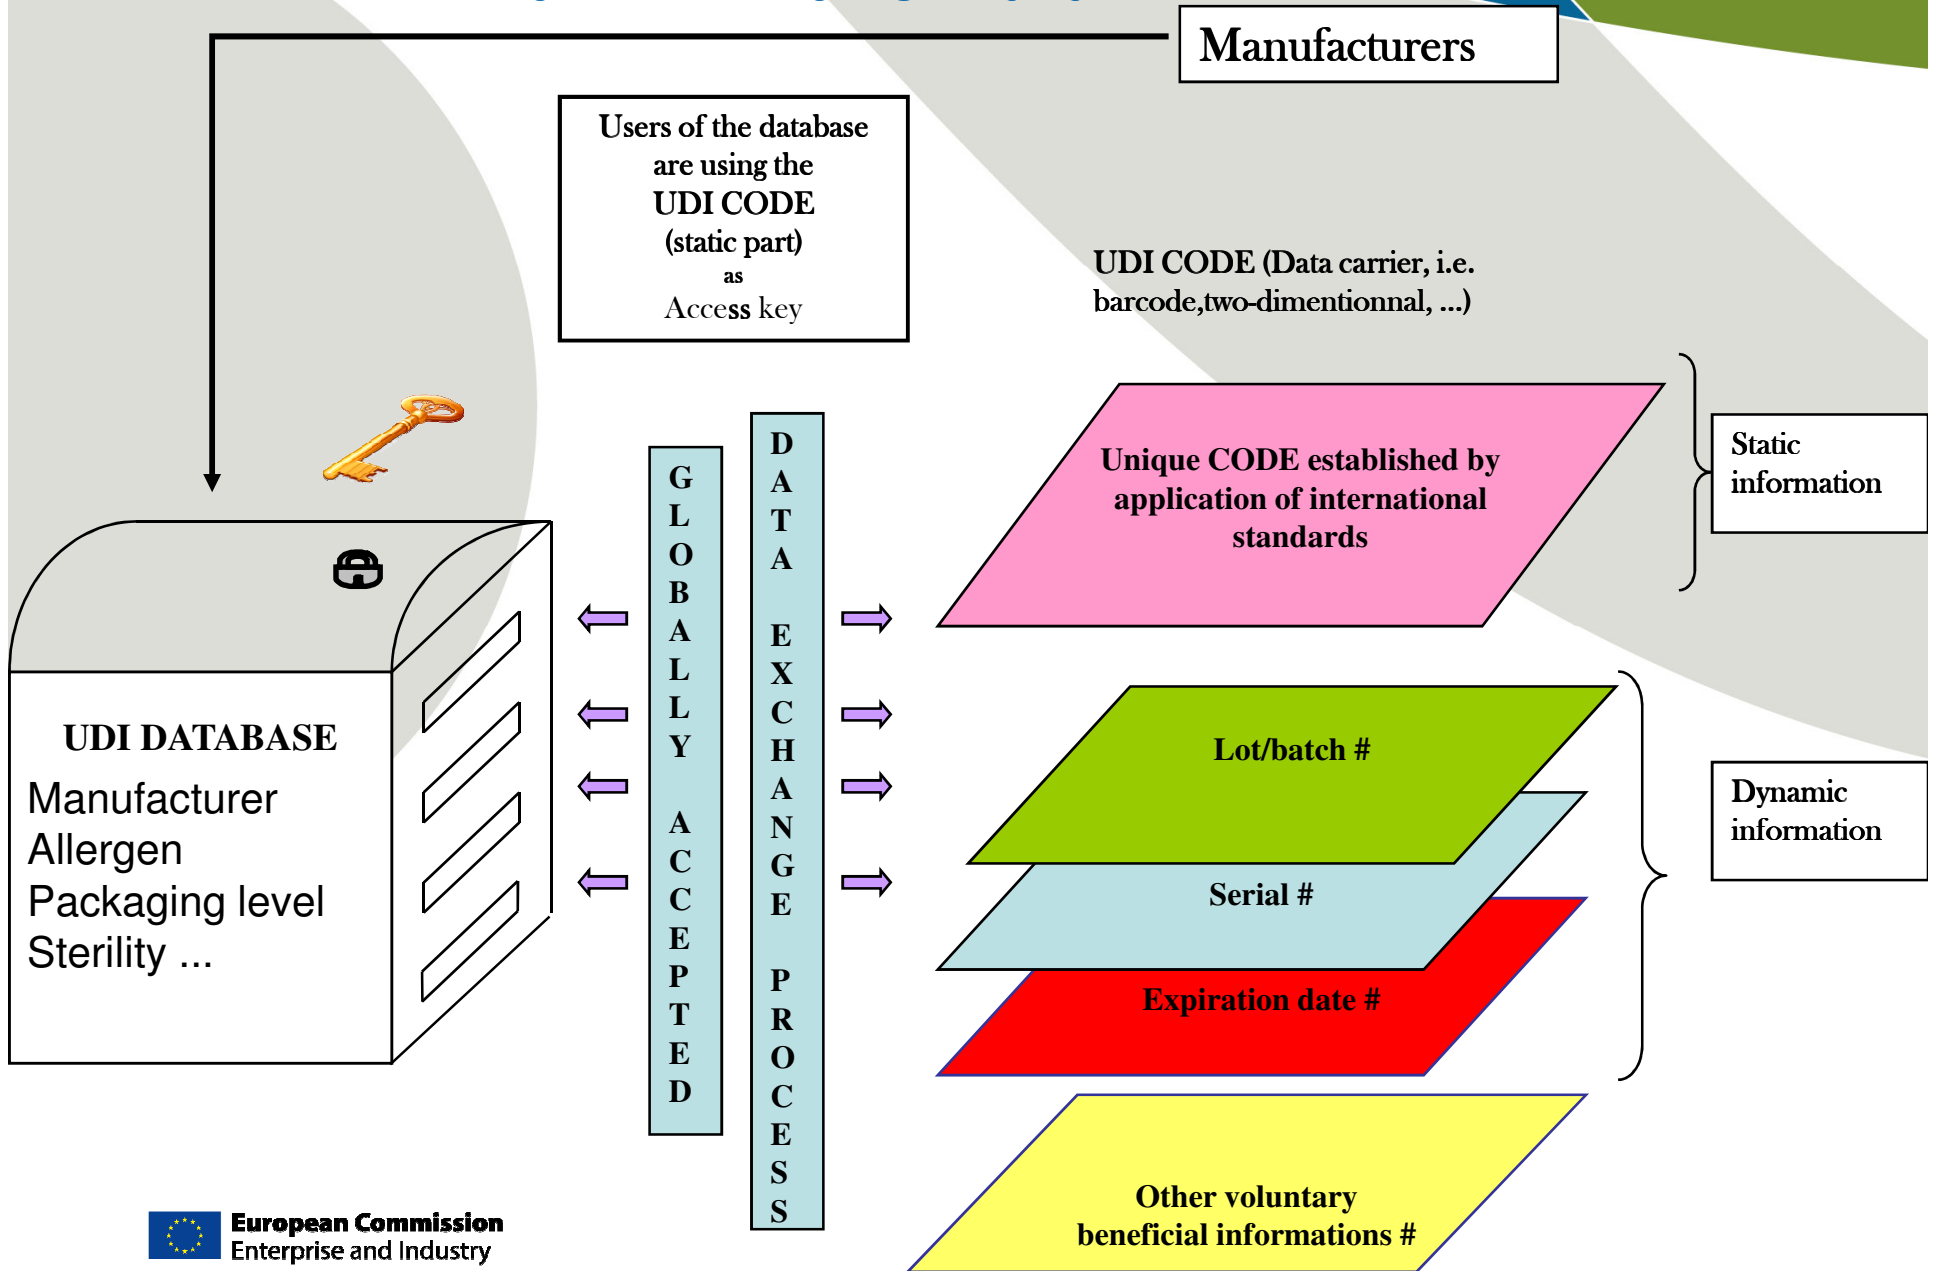 Manufacturers
Users of the database
are using the
UDI CODE
(static part)
as
Access key
UDI CODE (Data carrier, i.e.
barcode,two-dimentionnal, ...)
GLOBALLY ACCEPTED
DATA EXCHANGE PROCESS
Unique CODE established by
application of international
standards
Static
information
UDI DATABASE
Manufacturer
Allergen
Packaging level
Sterility ...
Lot/batch #
Serial #
Expiration date #
Dynamic
information
Other voluntary
beneficial informations #
European Commission
Enterprise and Industry